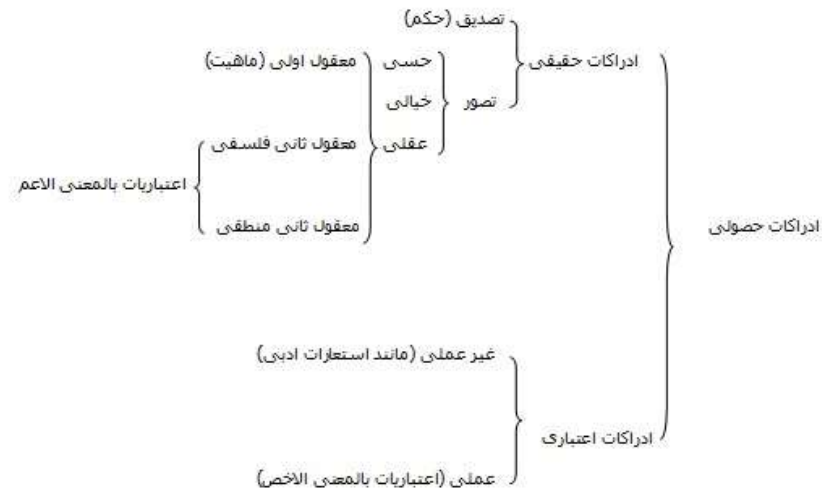 تصدیق (حکم)
ادراکات حقیقی
حسی
معقول اولی (ماهیت)
تصور
خیالی
عقلی
معقول ثانی فلسفی
اعتباریات بالمعنی الاعم
معقول ثانی منطقی
ادراکات حصولی
غیر عملی (مانند استعارات ادبی)
ادراکات اعتباری
عملی (اعتباریات بالمعنی الاخص)